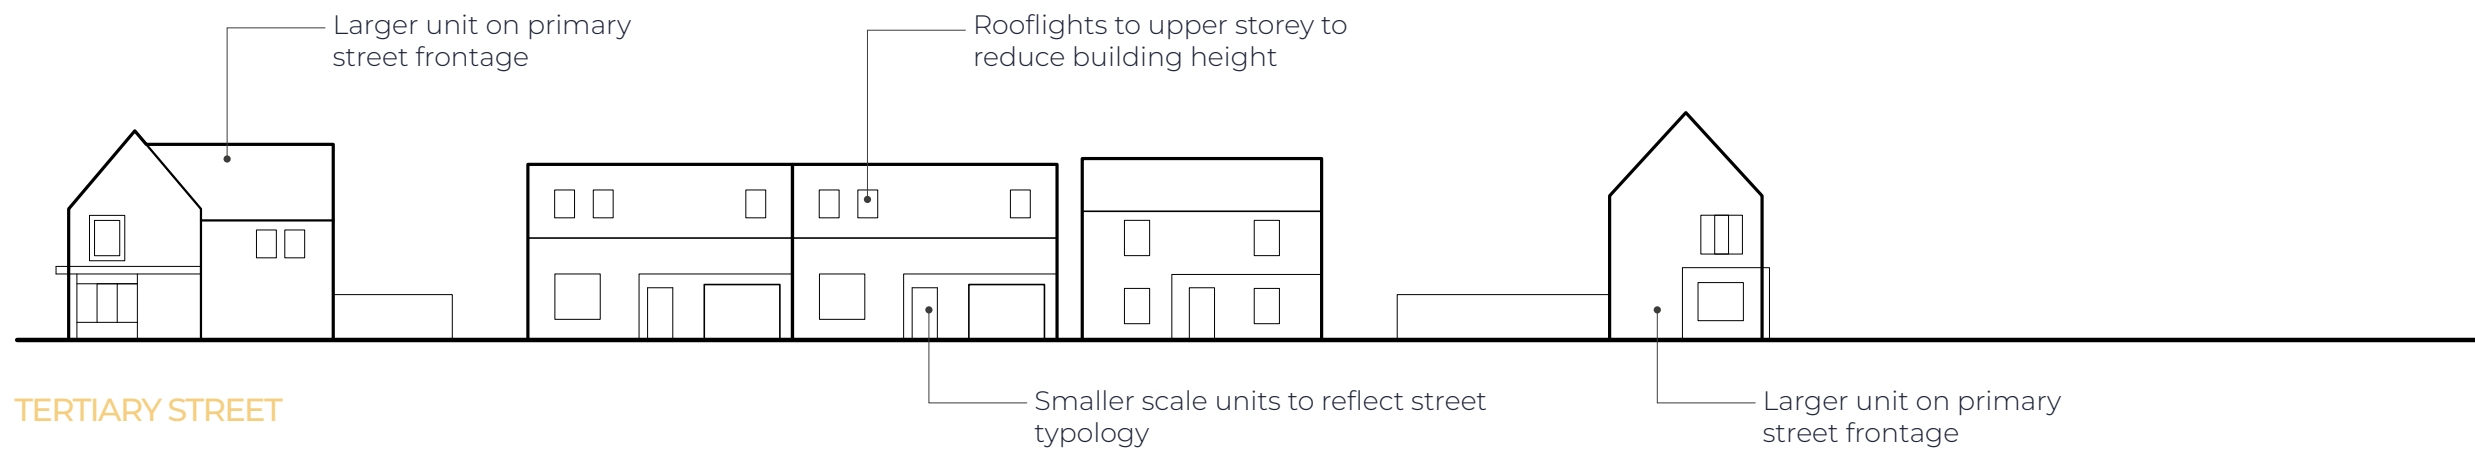 Larger unit on primary
street frontage
Rooflights to upper storey to
reduce building height
Smaller scale units to reflect street
typology
Larger unit on primary
street frontage
TERTIARY STREET